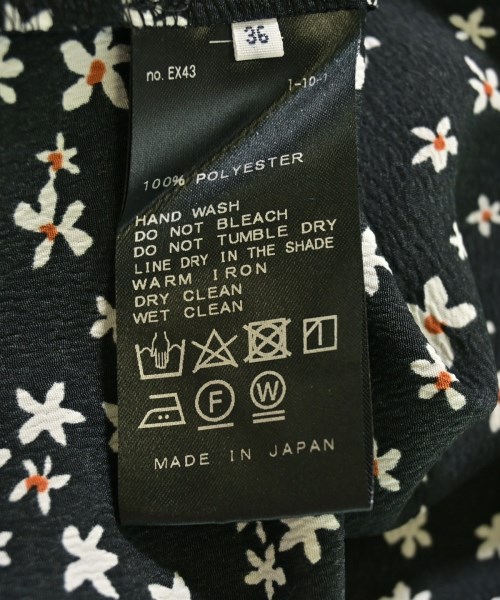 36
no. EX43
100% POLYESTER
HAND WASH
DO NOT BLEACH
DO NOT TUMBLE DRY
LINE DRY IN THE SHADE
WARM IRON
DRY CLEAN
WET CLEAN
F
W
MADE IN JAPAN